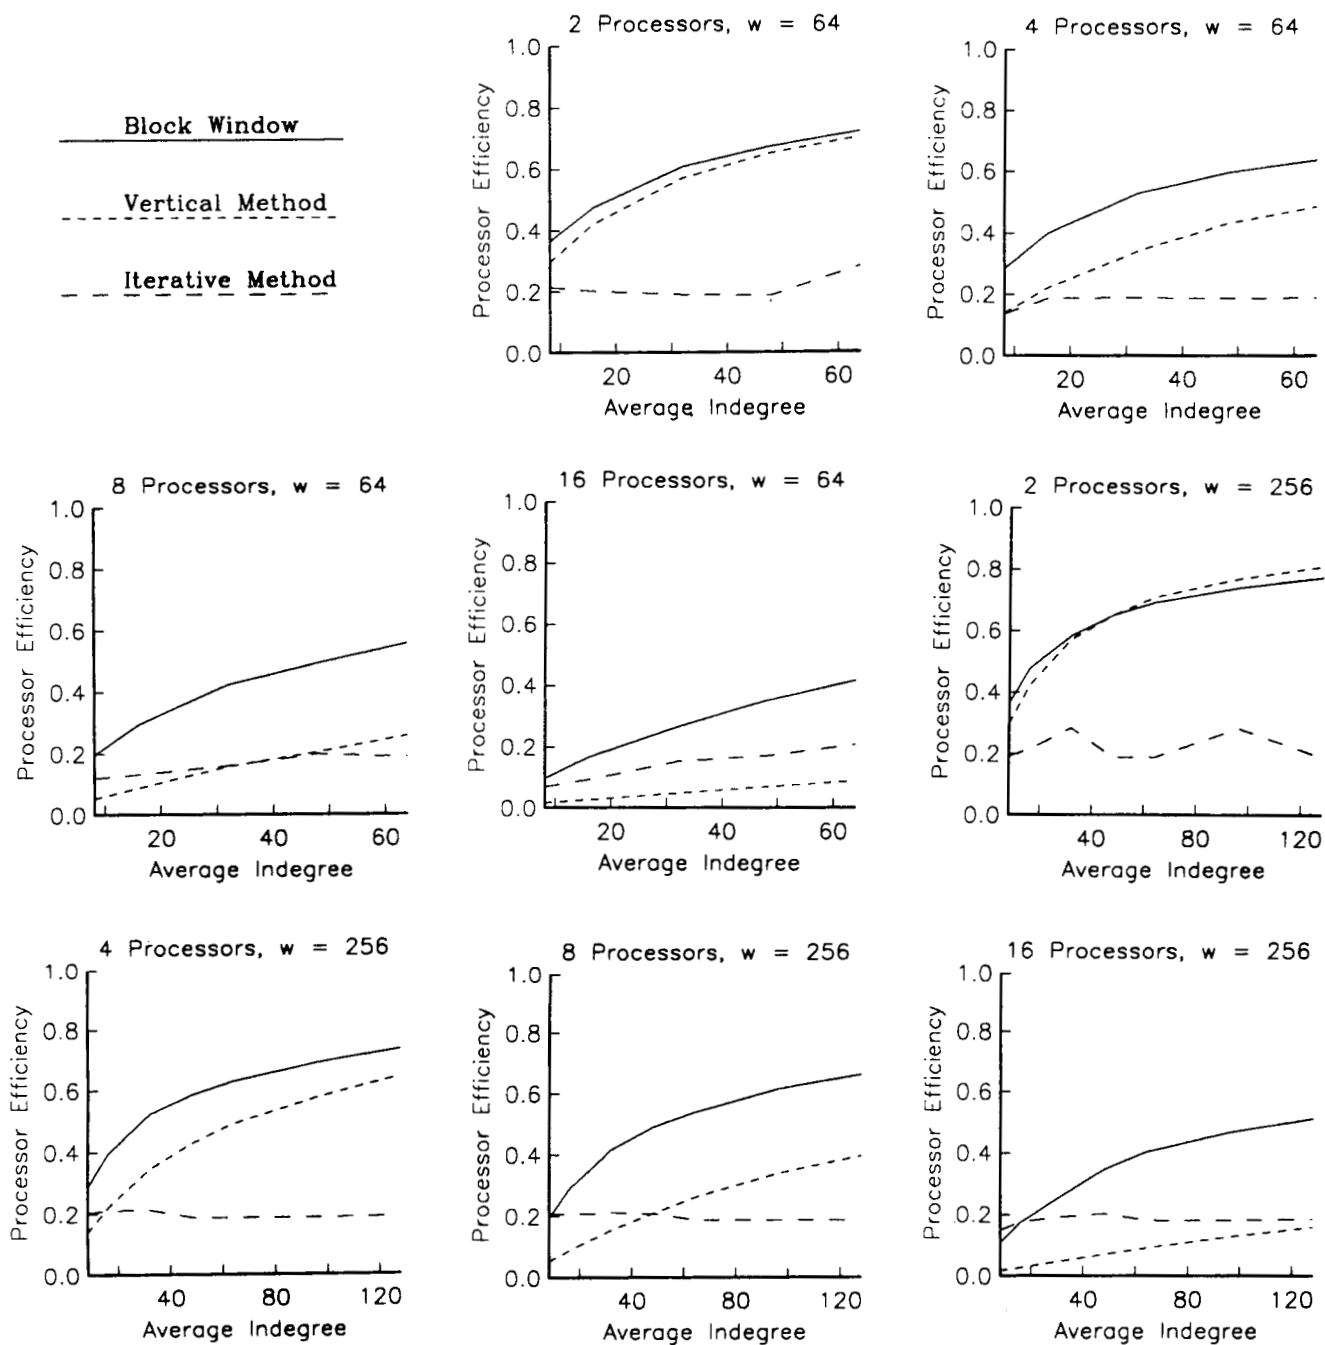 Block Window
Vertical Method
Iterative Method
2 Processors, w = 64
Processor Efficiency
1.0
0.8
0.6
0.4
0.2
0.0
20 40 60
Average Indegree
4 Processors, w = 64
Processor Efficiency
1.0
0.8
0.6
0.4
0.2
0.0
20 40 60
Average Indegree
8 Processors, w = 64
Processor Efficiency
1.0
0.8
0.6
0.4
0.2
0.0
20 40 60
Average Indegree
16 Processors, w = 64
Processor Efficiency
1.0
0.8
0.6
0.4
0.2
0.0
20 40 60
Average Indegree
2 Processors, w = 256
Processor Efficiency
1.0
0.8
0.6
0.4
0.2
0.0
40 80 120
Average Indegree
4 Processors, w = 256
Processor Efficiency
1.0
0.8
0.6
0.4
0.2
0.0
40 80 120
Average Indegree
8 Processors, w = 256
Processor Efficiency
1.0
0.8
0.6
0.4
0.2
0.0
40 80 120
Average Indegree
16 Processors, w = 256
Processor Efficiency
1.0
0.8
0.6
0.4
0.2
0.0
40 80 120
Average Indegree